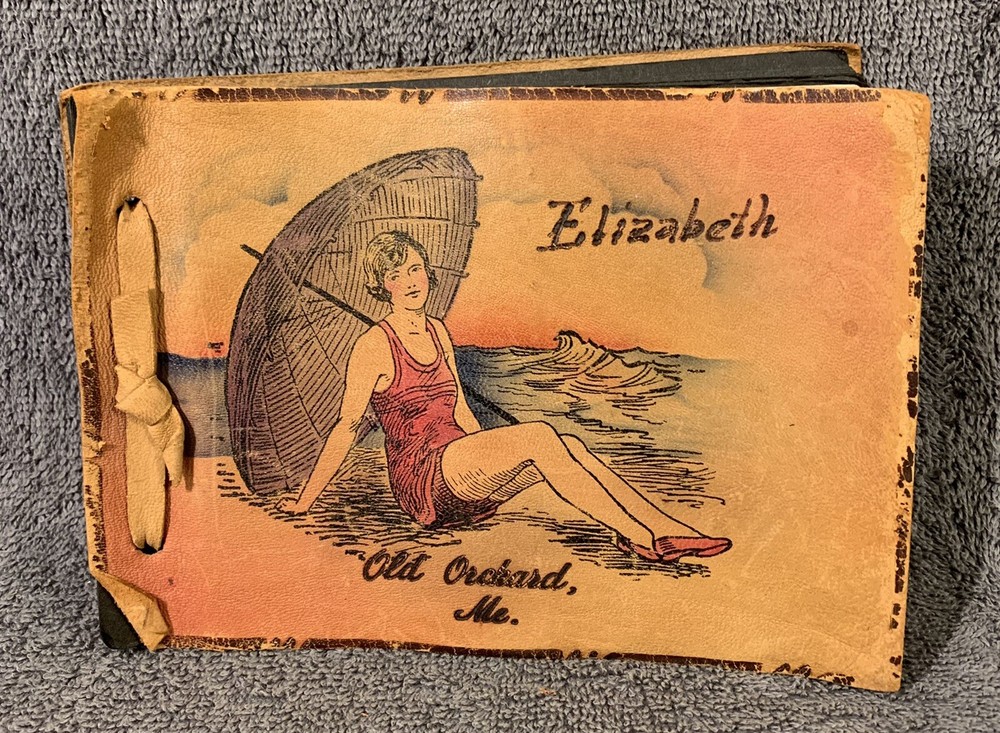 Elizabeth
Old Orchard,
Me.